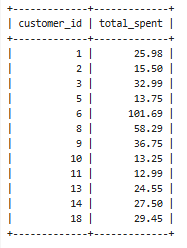 +-------------+-------------+
| customer_id | total_spent |
+-------------+-------------+
|           1 |       25.98 |
|           2 |       15.50 |
|           3 |       32.99 |
|           5 |       13.75 |
|           6 |      101.69 |
|           8 |       58.29 |
|           9 |       36.75 |
|          10 |       13.25 |
|          11 |       12.99 |
|          13 |       24.55 |
|          14 |       27.50 |
|          18 |       29.45 |
+-------------+-------------+